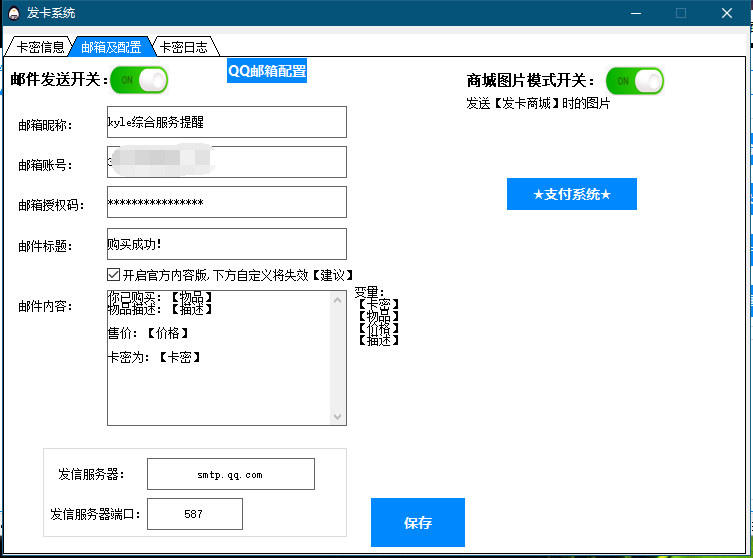 发卡系统
卡密信息 邮箱及配置 卡密日志
邮件发送开关： ON QQ邮箱配置 商城图片模式开关： ON
发送【发卡商城】时的图片
邮箱昵称： kyle综合服务提醒
邮箱账号：
★支付系统★
邮箱授权码： ****************
邮件标题： 购买成功！
开启官方内容版，下方自定义将失效【建议】
邮件内容：
你已购买：【物品】
物品描述：【描述】
售价：【价格】
卡密为：【卡密】
变量：
【卡密】
【物品】
【价格】
【描述】
发信服务器： smtp.qq.com
发信服务器端口： 587
保存